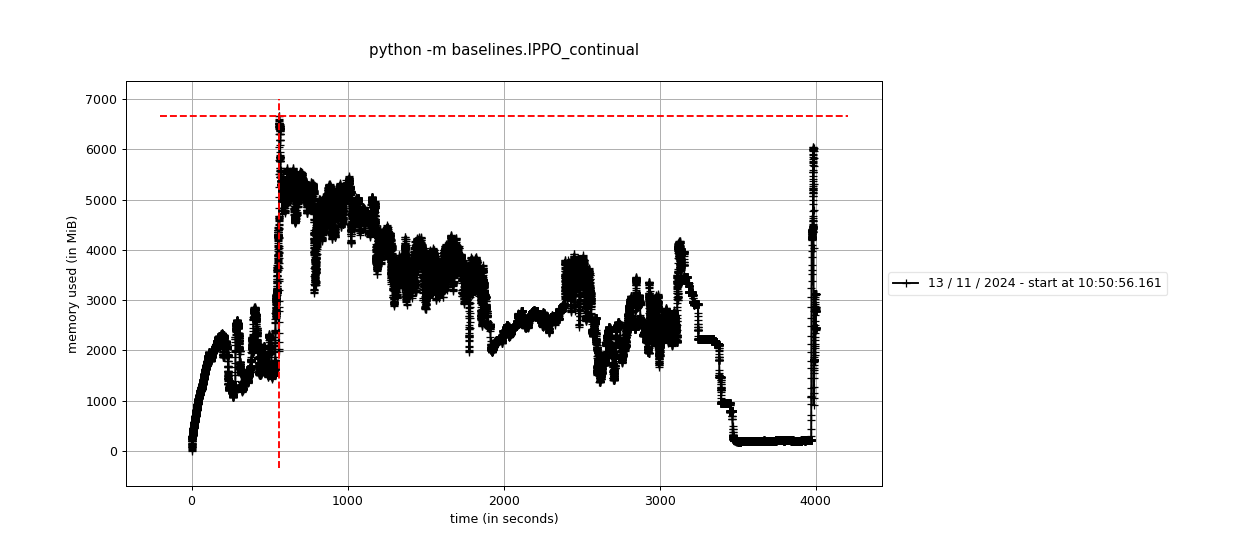 python -m baselines.IPPO_continual
7000
6000
5000
4000
3000
2000
1000
0
memory used (in MiB)
0 1000 2000 3000 4000
time (in seconds)
13 / 11 / 2024 - start at 10:50:56.161